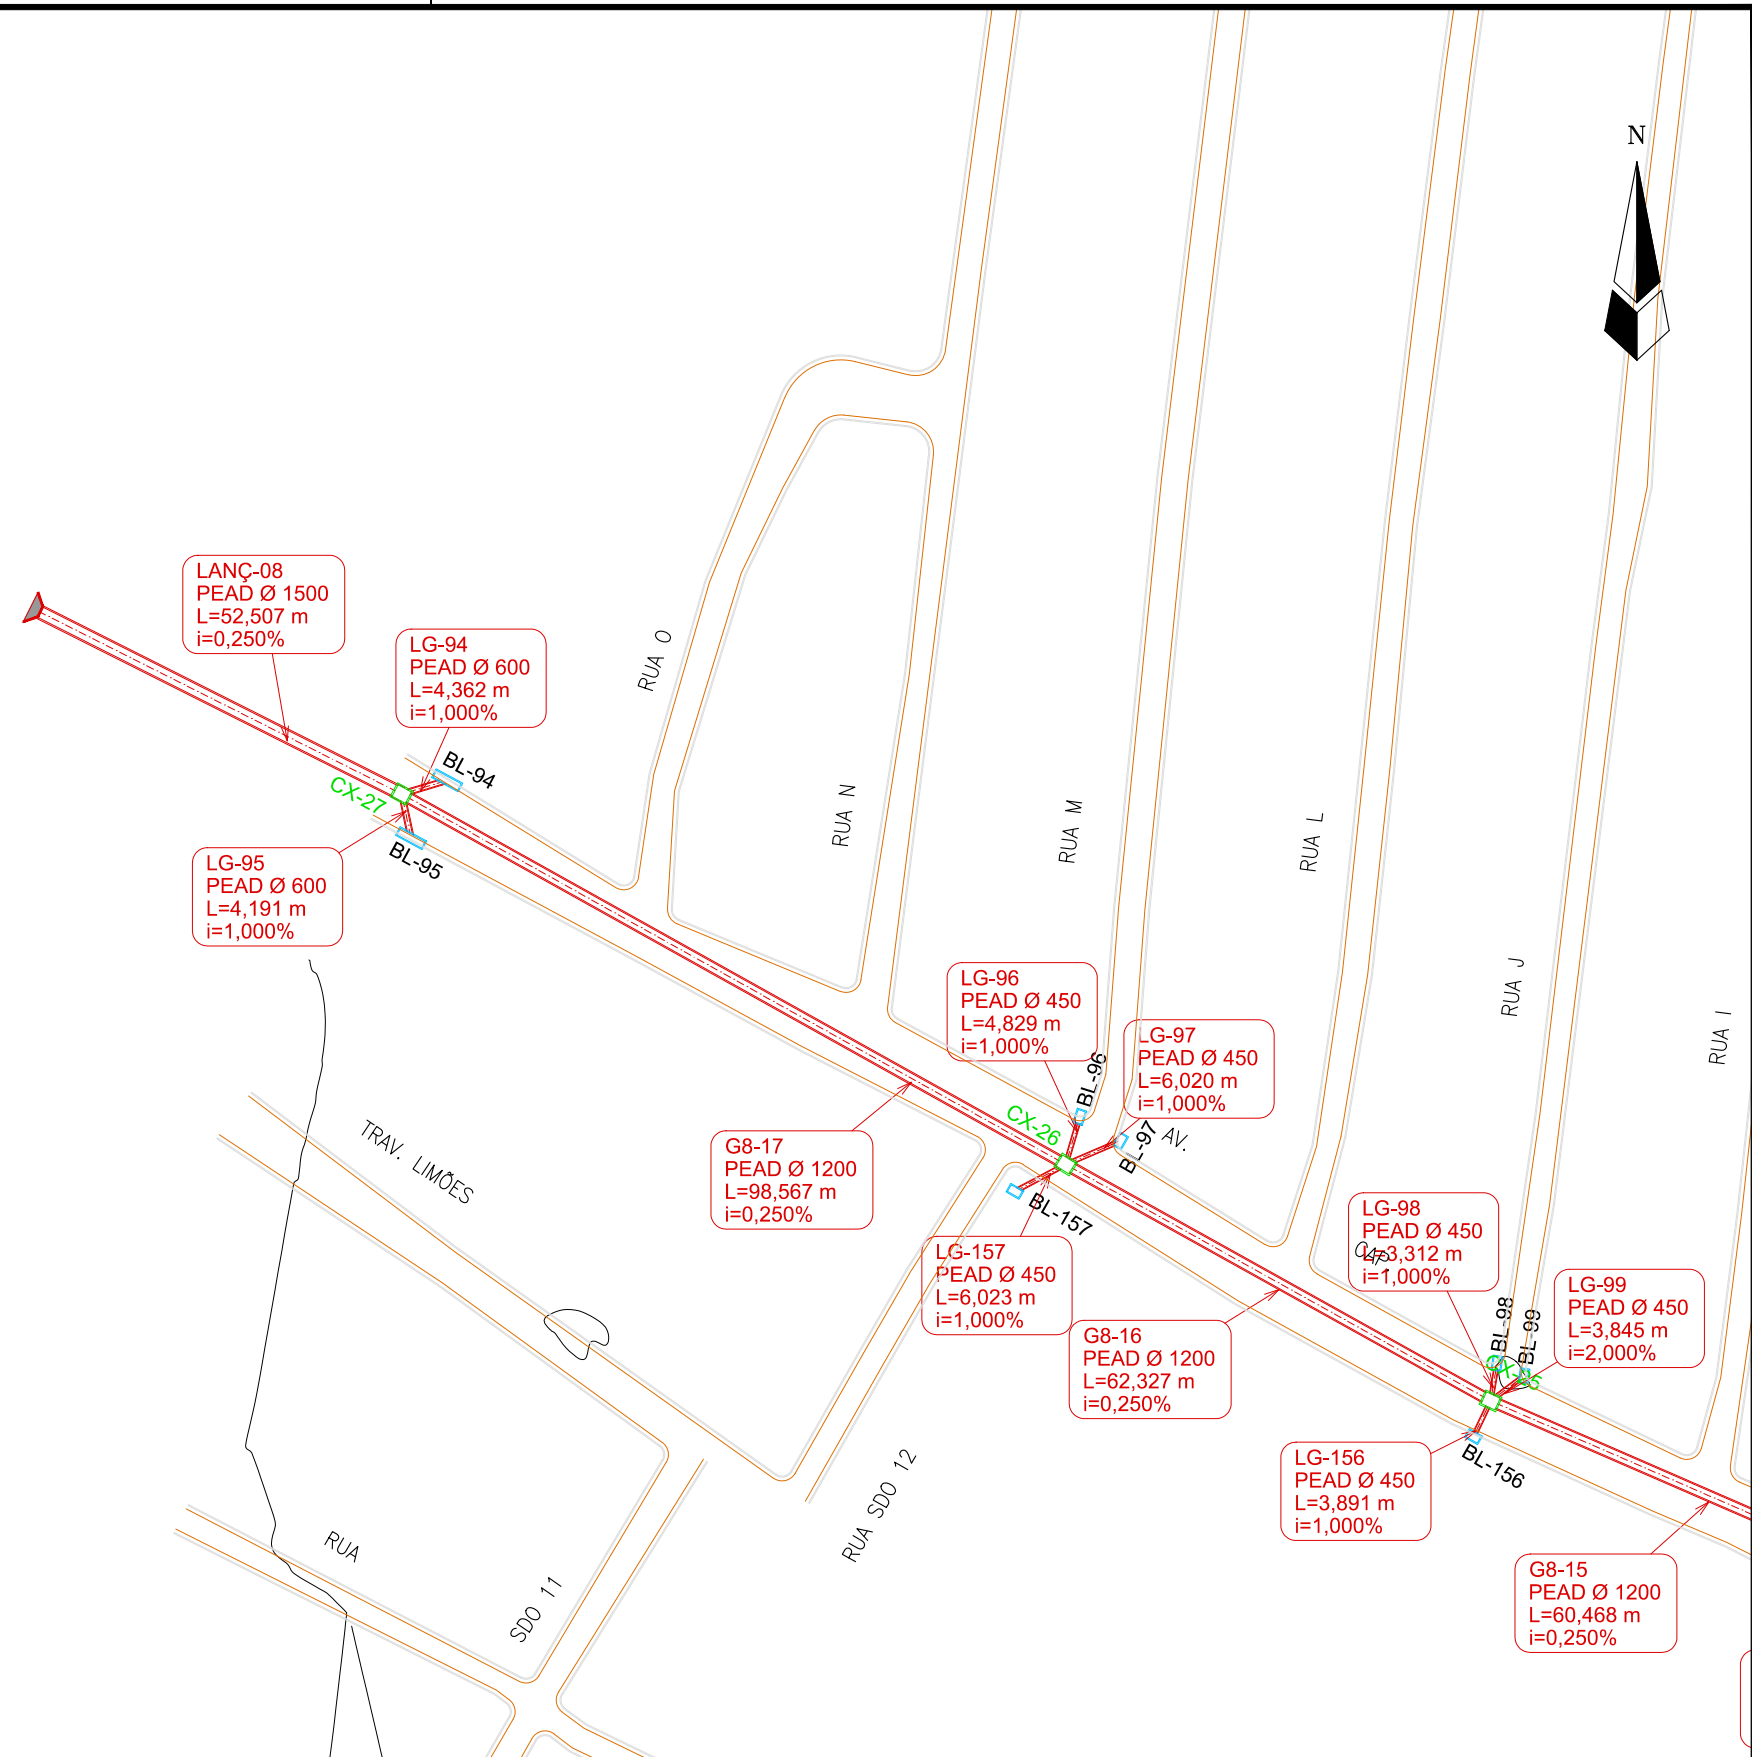 N
LANÇ-08
PEAD Ø 1500
L=52,507 m
i=0,250%
LG-94
PEAD Ø 600
L=4,362 m
i=1,000%
RUA O
BL-94
CX-27
BL-95
LG-95
PEAD Ø 600
L=4,191 m
i=1,000%
RUA N
RUA M
RUA L
RUA J
RUA I
LG-96
PEAD Ø 450
L=4,829 m
i=1,000%
LG-97
PEAD Ø 450
L=6,020 m
i=1,000%
BL-96
CX-26
BL-97
AV.
BL-157
G8-17
PEAD Ø 1200
L=98,567 m
i=0,250%
TRAV. LIMÕES
LG-157
PEAD Ø 450
L=6,023 m
i=1,000%
LG-98
PEAD Ø 450
L=3,312 m
i=1,000%
CAP.
LG-99
PEAD Ø 450
L=3,845 m
i=2,000%
BL-98
BL-99
CX-25
G8-16
PEAD Ø 1200
L=62,327 m
i=0,250%
LG-156
PEAD Ø 450
L=3,891 m
i=1,000%
BL-156
RUA SDO 12
RUA
SDO 11
G8-15
PEAD Ø 1200
L=60,468 m
i=0,250%